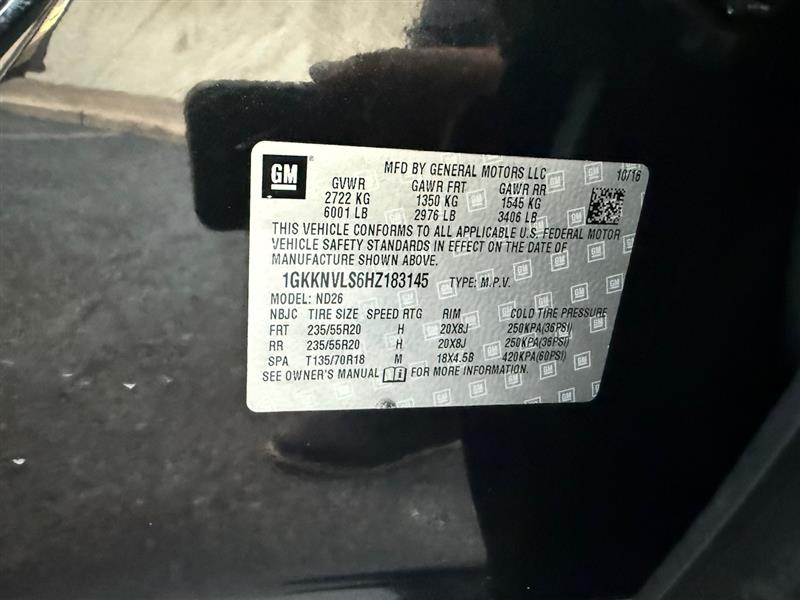 GM
MFD BY GENERAL MOTORS LLC 10/16
GVWR GAWR FRT GAWR RR
2722 KG 1350 KG 1545 KG
6001 LB 2976 LB 3406 LB
THIS VEHICLE CONFORMS TO ALL APPLICABLE U.S. FEDERAL MOTOR
VEHICLE SAFETY STANDARDS IN EFFECT ON THE DATE OF
MANUFACTURE SHOWN ABOVE.
1GKKNVLS6HZ183145 TYPE: M.P.V.
MODEL: ND26
NBJC TIRE SIZE SPEED RTG RIM COLD TIRE PRESSURE
FRT 235/55R20 H 20X8J 250KPA(36PSI)
RR 235/55R20 H 20X8J 250KPA(36PSI)
SPA T135/70R18 M 18X4.5B 420KPA(60PSI)
SEE OWNER'S MANUAL FOR MORE INFORMATION.